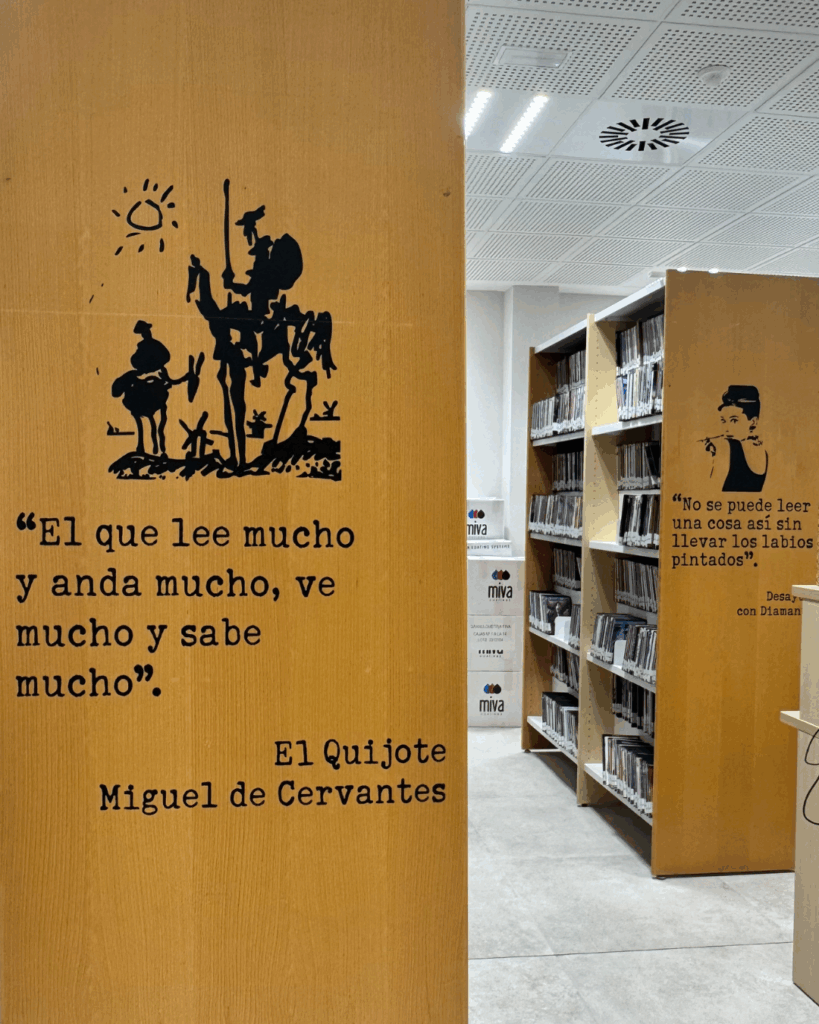 “El que lee mucho
y anda mucho, ve
mucho y sabe
mucho”.
El Quijote
Miguel de Cervantes
“No se puede leer
una cosa así sin
llevar los labios
pintados”.
con
miva
miva
miva